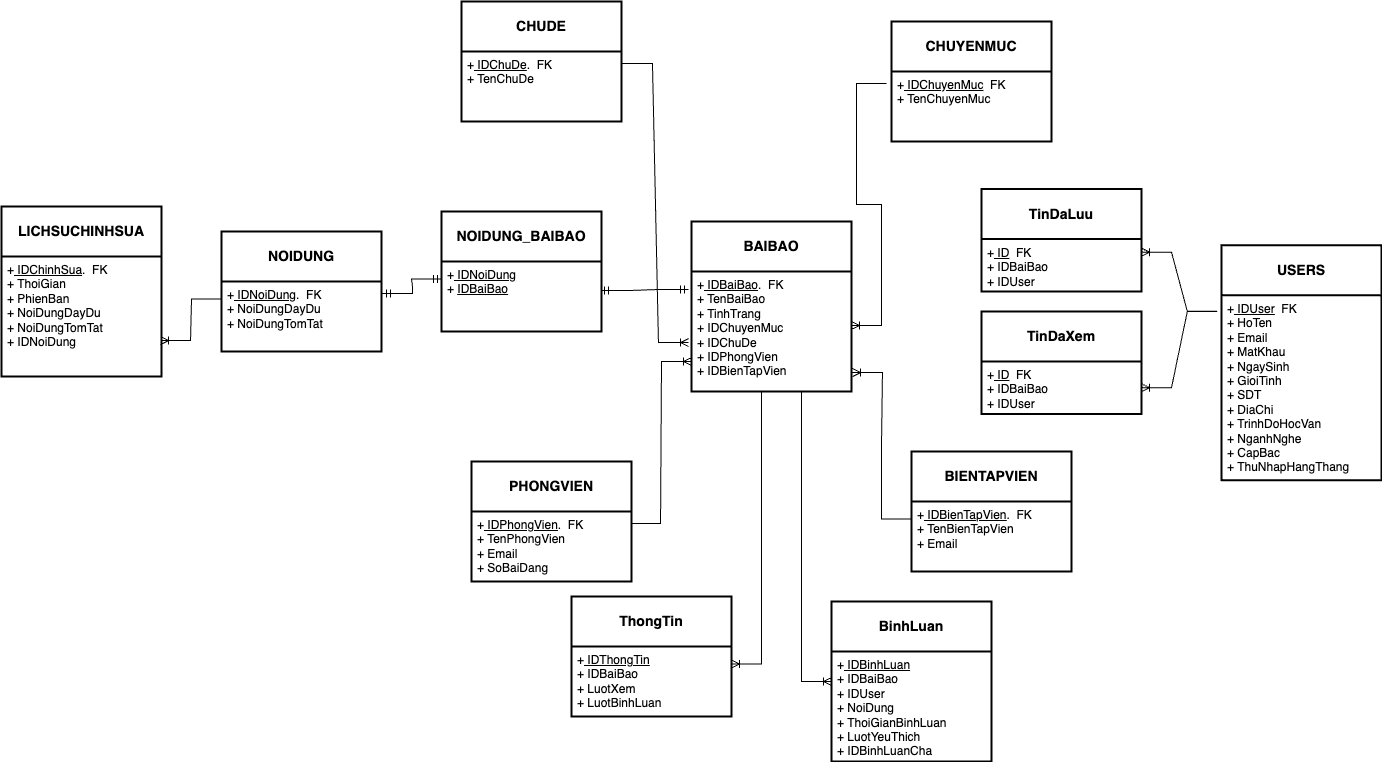 CHUDE
+ IDChuDe. FK
+ TenChuDe
CHUYENMUC
+ IDChuyenMuc FK
+ TenChuyenMuc
LICHSUCHINHSUA
+ IDChinhSua. FK
+ ThoiGian
+ PhienBan
+ NoiDungDayDu
+ NoiDungTomTat
+ IDNoiDung
NOIDUNG
+ IDNoiDung. FK
+ NoiDungDayDu
+ NoiDungTomTat
NOIDUNG_BAIBAO
+ IDNoiDung
+ IDBaiBao
BAIBAO
+ IDBaiBao. FK
+ TenBaiBao
+ TinhTrang
+ IDChuyenMuc
+ IDChuDe
+ IDPhongVien
+ IDBienTapVien
TinDaLuu
+ ID FK
+ IDBaiBao
+ IDUser
TinDaXem
+ ID FK
+ IDBaiBao
+ IDUser
USERS
+ IDUser FK
+ HoTen
+ Email
+ MatKhau
+ NgaySinh
+ GioiTinh
+ SDT
+ DiaChi
+ TrinhDoHocVan
+ NganhNghe
+ CapBac
+ ThuNhapHangThang
PHONGVIEN
+ IDPhongVien. FK
+ TenPhongVien
+ Email
+ SoBaiDang
BIENTAPVIEN
+ IDBienTapVien. FK
+ TenBienTapVien
+ Email
ThongTin
+ IDThongTin
+ IDBaiBao
+ LuotXem
+ LuotBinhLuan
BinhLuan
+ IDBinhLuan
+ IDBaiBao
+ IDUser
+ NoiDung
+ ThoiGianBinhLuan
+ LuotYeuThich
+ IDBinhLuanCha